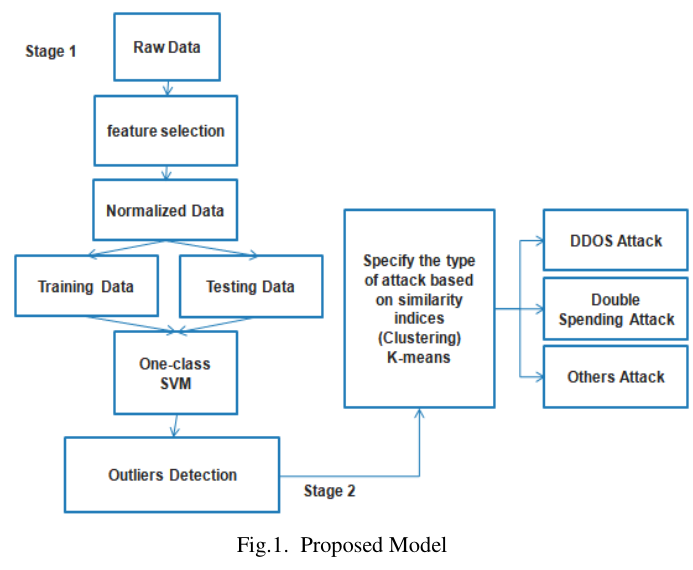 Stage 1
Raw Data
feature selection
Normalized Data
Training Data
Testing Data
One-class
SVM
Outliers Detection
Stage 2
Specify the type
of attack based
on similarity
indices
(Clustering)
K-means
DDOS Attack
Double
Spending Attack
Others Attack
Fig.1. Proposed Model